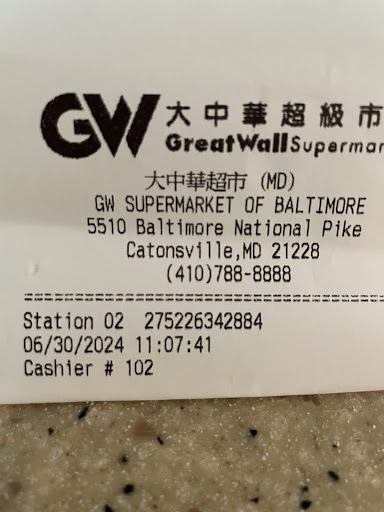 GW 大中華超級市
GreatWall Supermar
大中華超市 (MD)
GW SUPERMARKET OF BALTIMORE
5510 Baltimore National Pike
Catonsville,MD 21228
(410)788-8888
Station 02 275226342884
06/30/2024 11:07:41
Cashier # 102